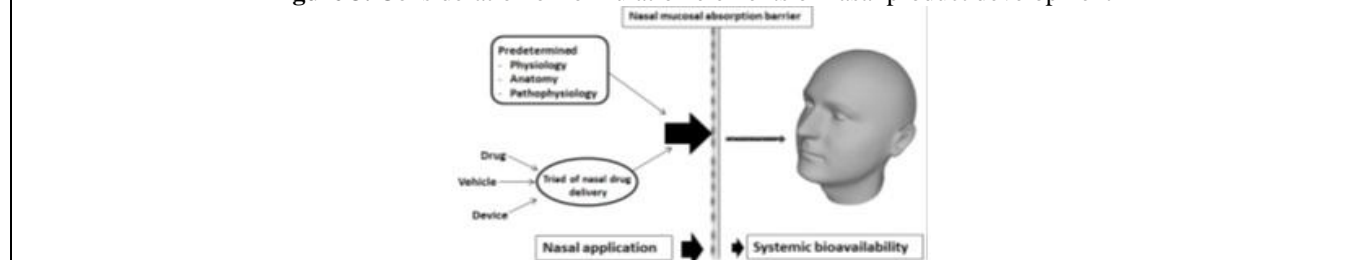 Nasal mucosal absorption barrier
Predetermined
- Physiology
- Anatomy
- Pathophysiology
Drug
Vehicle
Device
Triad of nasal drug
delivery
Nasal application
Systemic bioavailability